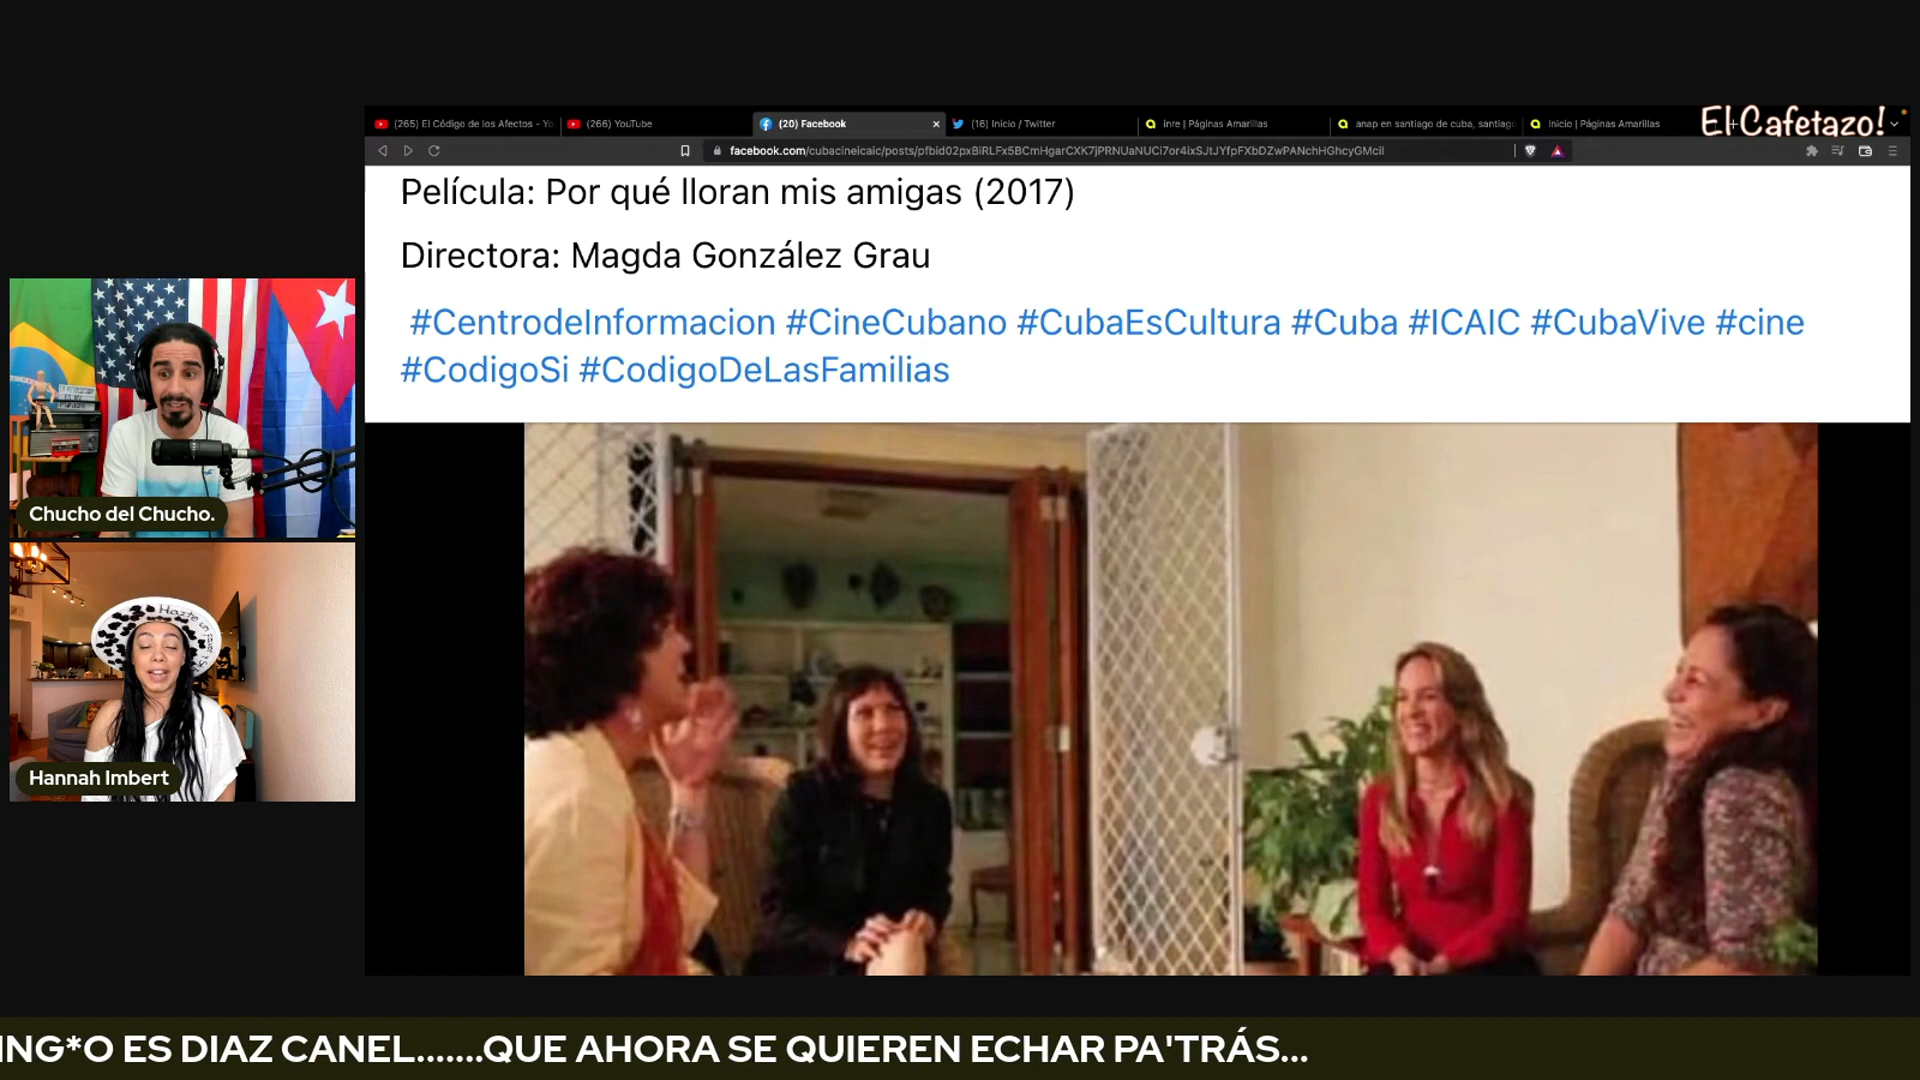 (265) El Código de los Afectos - Yo
(266) YouTube
(20) Facebook
(16) Inicio / Twitter
inre | Páginas Amarillas
anap en santiago de cuba, santiago
Inicio | Páginas Amarillas
El Cafetazo!
facebook.com/cubacineicaic/posts/pfbid02pxBiRLFx5BCmHgarCXK7jPRNUaNUCi7or4ixSJtJYfpFXbDZwPANchHGhcyGMcil
Película: Por qué lloran mis amigas (2017)
Directora: Magda González Grau
#CentrodeInformacion #CineCubano #CubaEsCultura #Cuba #ICAIC #CubaVive #cine
#CodigoSi #CodigoDeLasFamilias
Chucho del Chucho.
Hazte un favor
Hannah Imbert
ING*O ES DIAZ CANEL.......QUE AHORA SE QUIEREN ECHAR PA'TRÁS...